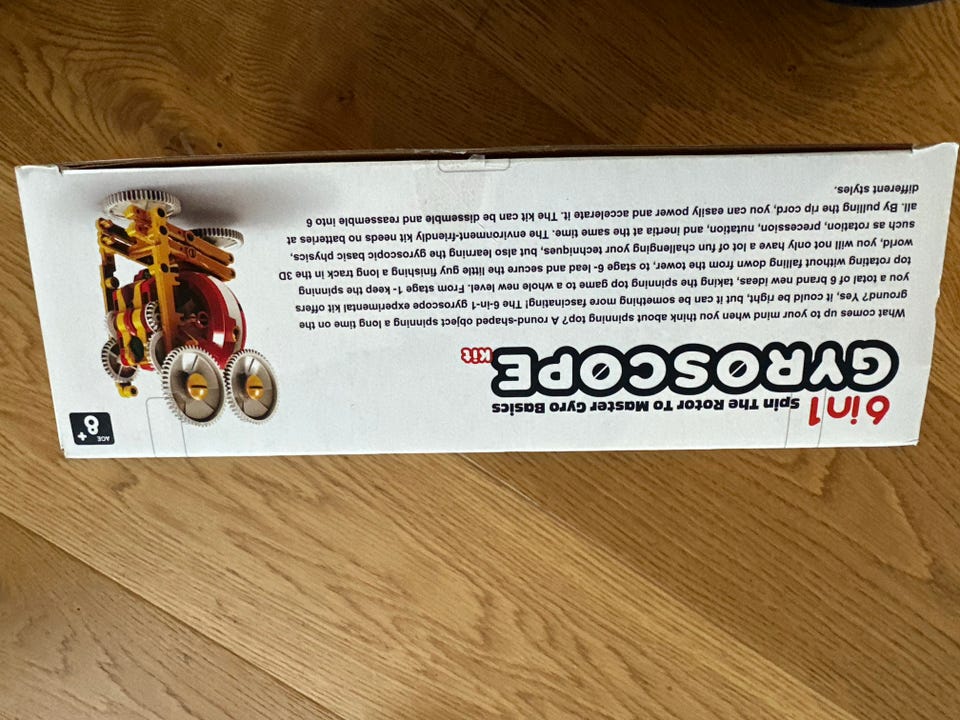 6in1 Spin The Rotor To Master Gyro Basics
GYROSCOPE Kit
What comes up to your mind when you think about spinning? A top? A round-shaped object spinning a long time on the
ground? Yes, it could be right, but it can be something more fascinating! The 6-in-1 gyroscope experimental kit offers
you a total of 6 brand new ideas, taking the spinning top game to a whole new level. From stage 1- keep the spinning
top rotating without falling down from the tower, to stage 6- lead and secure the little guy finishing a long track in the 3D
world, you will not only have a lot of fun challenging your techniques, but also learning the gyroscopic basic physics,
such as rotation, precession, nutation, and inertia at the same time. The environment-friendly kit needs no batteries at
all. By pulling the rip cord, you can easily power and accelerate it. The kit can be disassemble and reassemble into 6
different styles.
AGE
8+